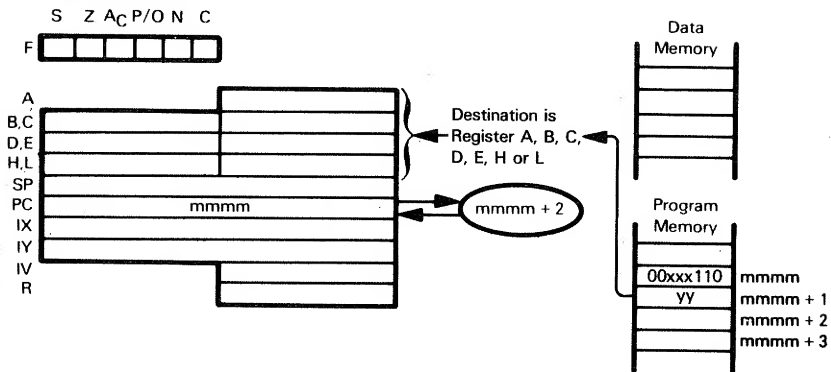 S Z AC P/O N C
F
A
B,C
D,E
H,L
SP
PC mmmm
IX
IY
IV
R
Destination is
Register A, B, C,
D, E, H or L
mmmm + 2
Data
Memory
Program
Memory
00xxx110 mmmm
yy mmmm + 1
mmmm + 2
mmmm + 3